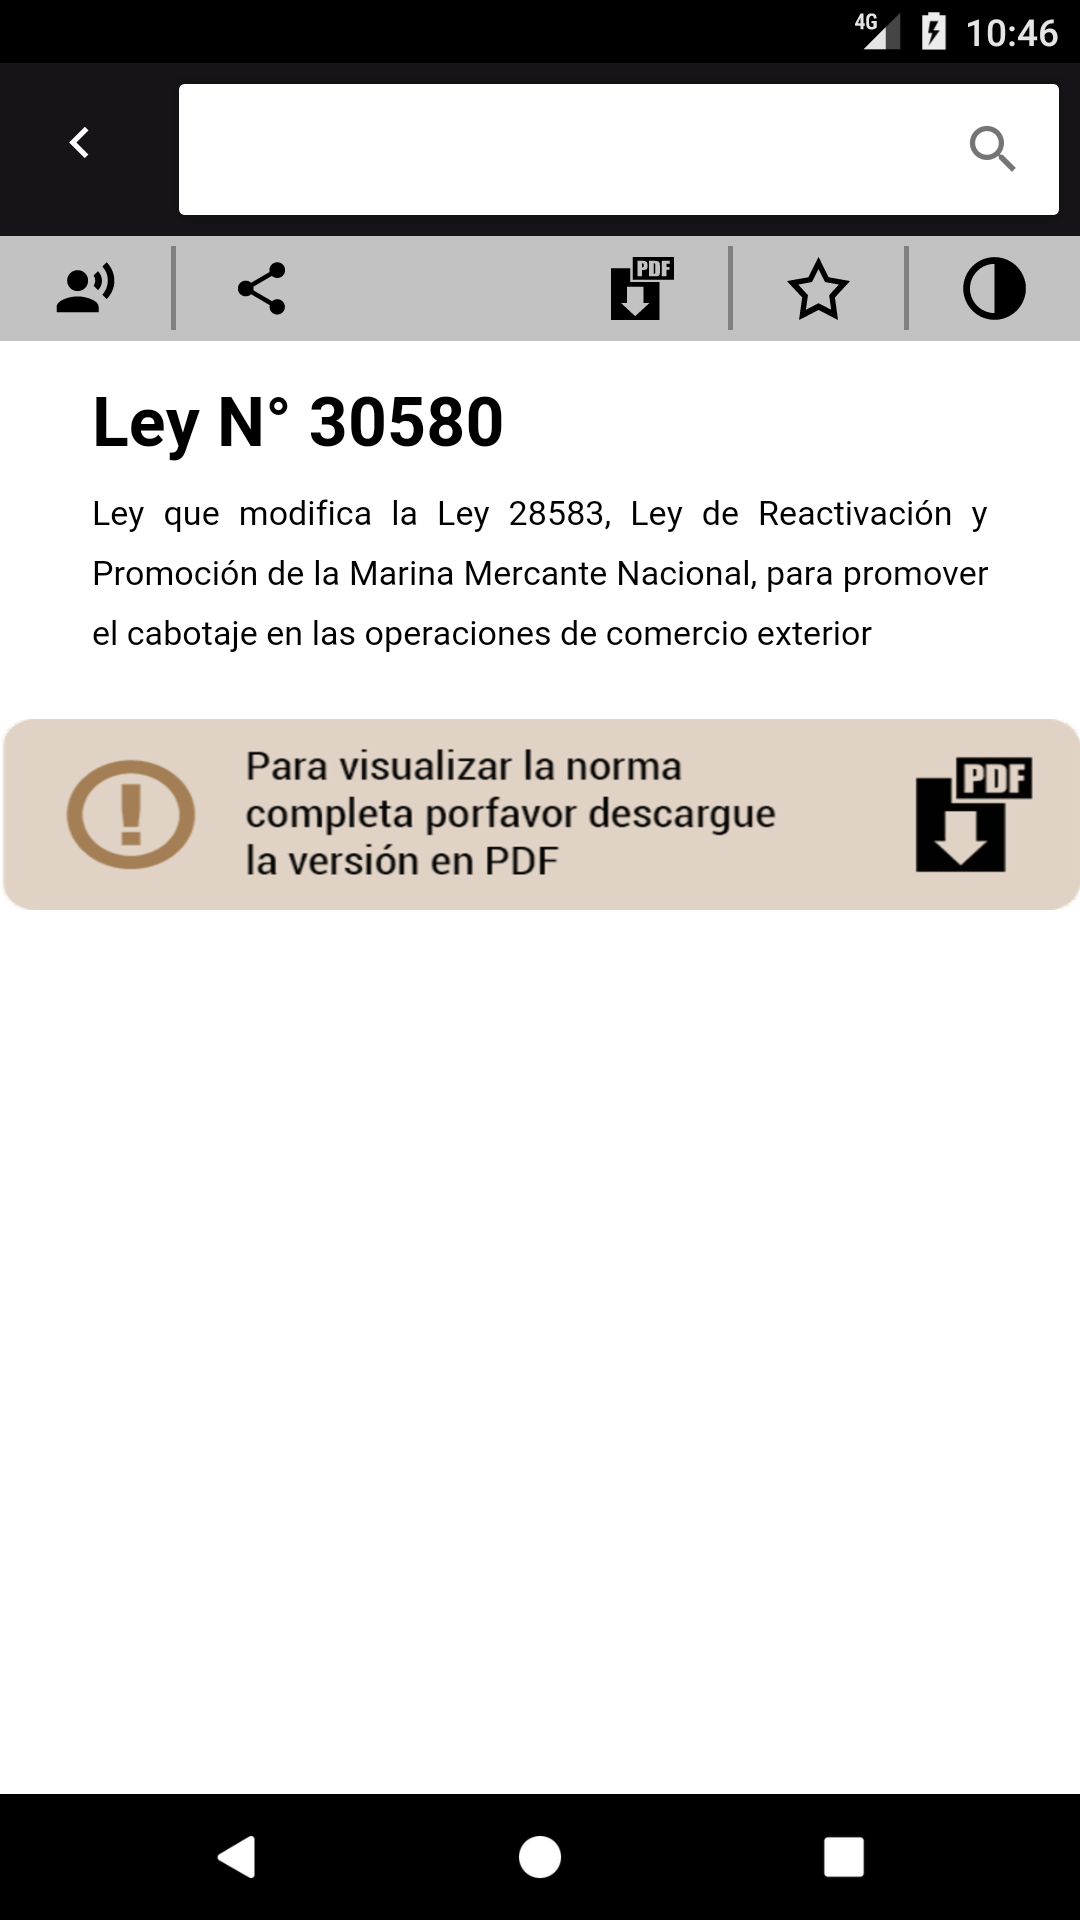 4G 10:46
PDF
Ley N° 30580
Ley que modifica la Ley 28583, Ley de Reactivación y
Promoción de la Marina Mercante Nacional, para promover
el cabotaje en las operaciones de comercio exterior
Para visualizar la norma
completa porfavor descargue
la versión en PDF
PDF